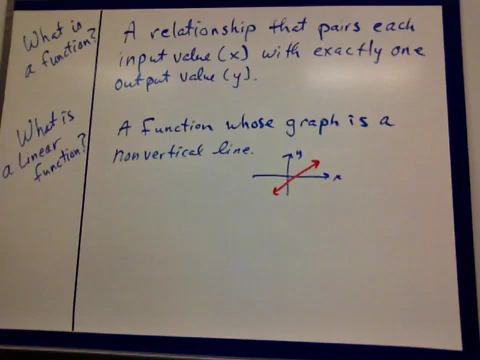 What is
a function?
A relationship that pairs each
input value (x) with exactly one
output value (y).
What is
a Linear
function?
A Function whose graph is a
nonvertical line.
y
x